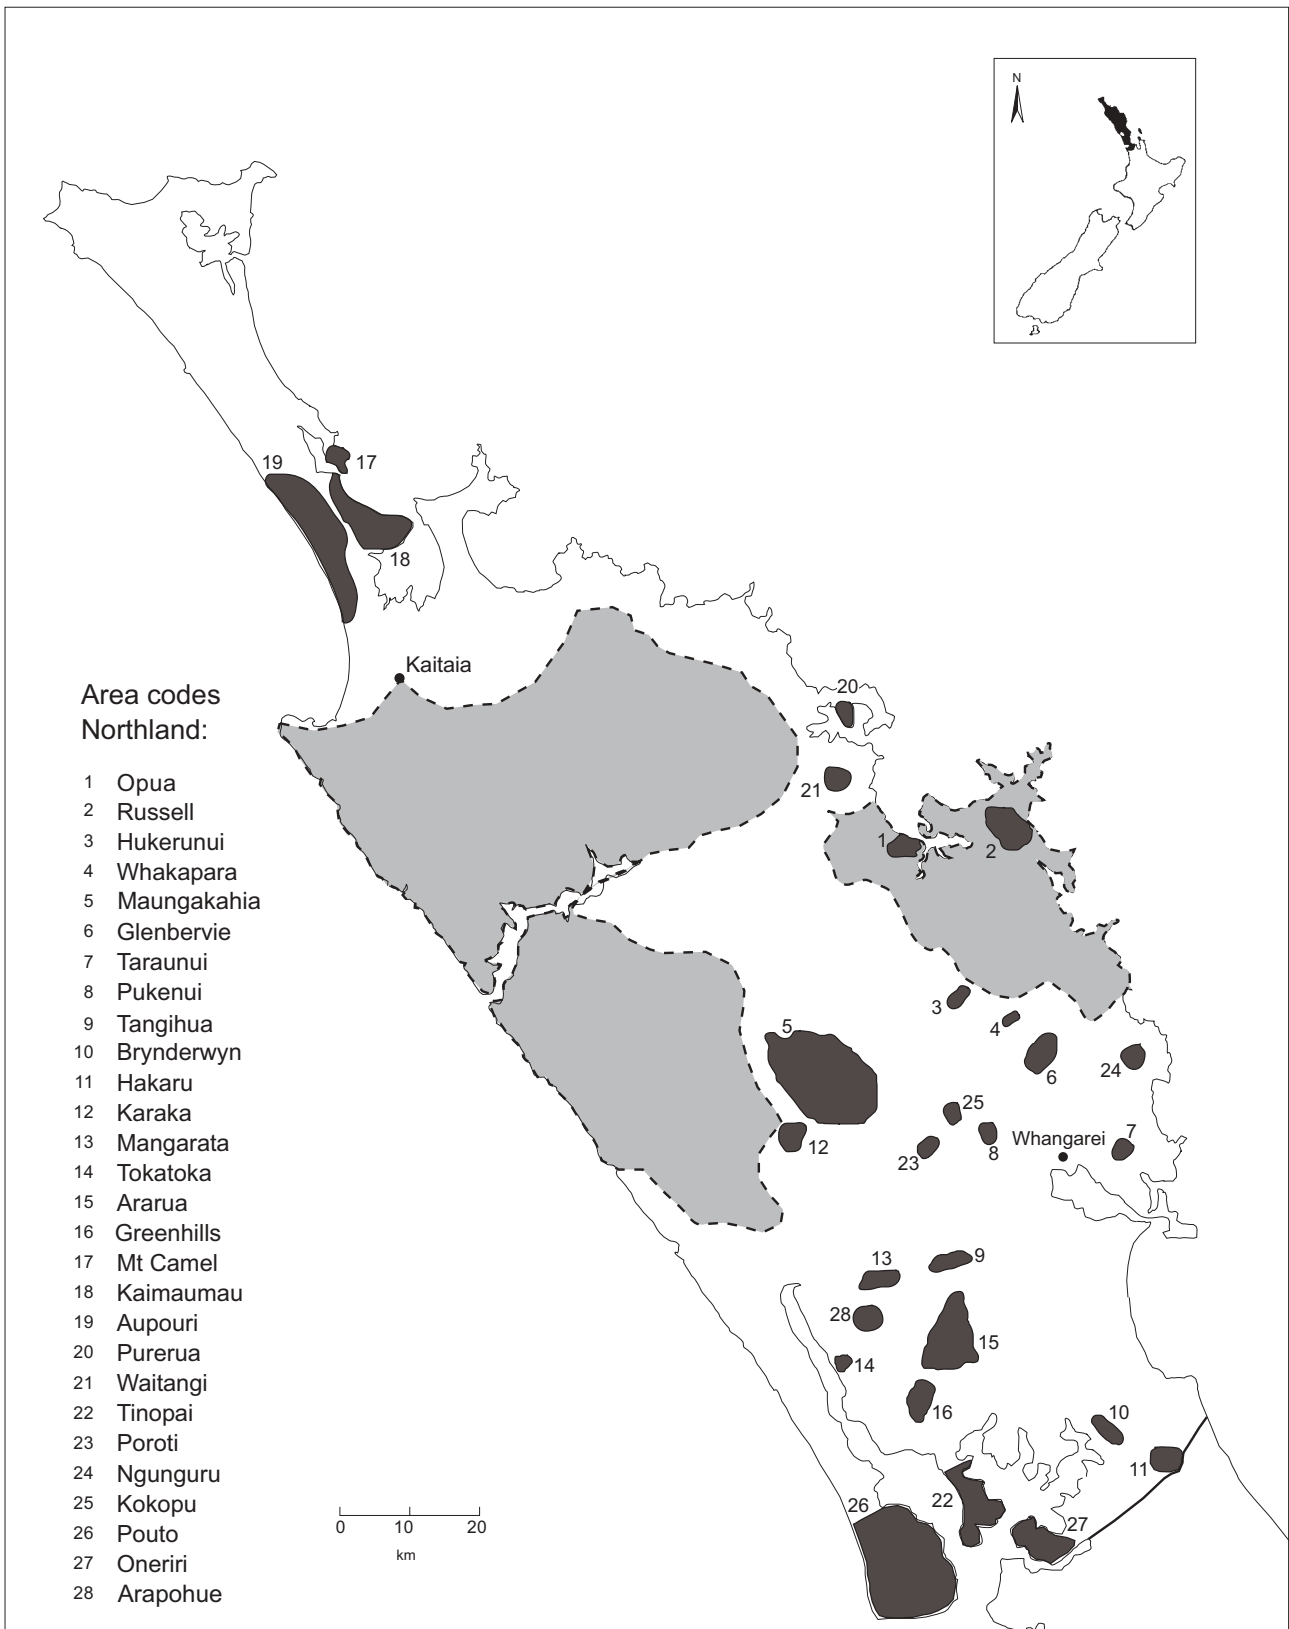 N
19
17
18
Kaitaia
20
21
Area codes
Northland:
1 Opua
2 Russell
3 Hukerunui
4 Whakapara
5 Maungakahia
6 Glenbervie
7 Taraunui
8 Pukenui
9 Tangihua
10 Brynderwyn
11 Hakaru
12 Karaka
13 Mangarata
14 Tokatoka
15 Ararua
16 Greenhills
17 Mt Camel
18 Kaimaumau
19 Aupouri
20 Purerua
21 Waitangi
22 Tinopai
23 Poroti
24 Ngunguru
25 Kokopu
26 Pouto
27 Oneriri
28 Arapohue
1
2
3
4
5
6
24
25
12
23
8
Whangarei
7
13
9
28
15
14
16
10
11
22
26
27
0 10 20
km